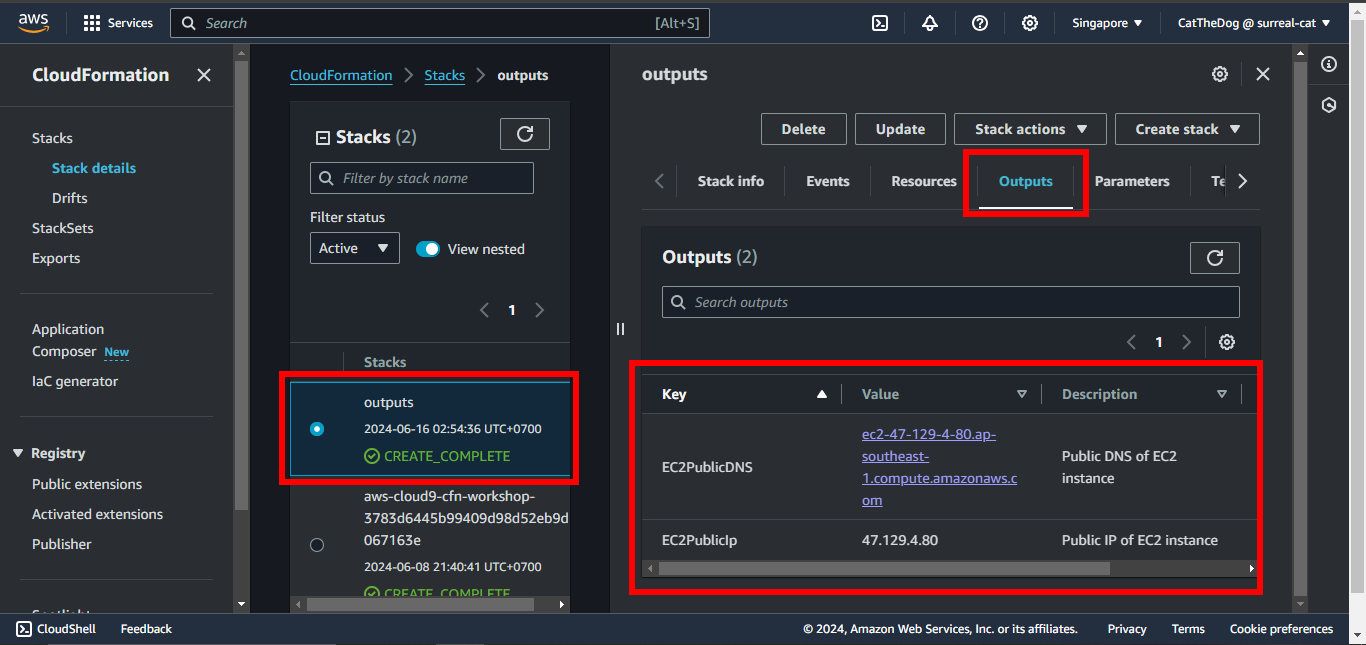 aws
Services
Search
[Alt+S]
Singapore
CatTheDog @ surreal-cat
CloudFormation
Stacks
Stack details
Drifts
StackSets
Exports
Application
Composer New
IaC generator
Registry
Public extensions
Activated extensions
Publisher
Spotlight
CloudFormation
Stacks
outputs
Stacks (2)
Filter by stack name
Filter status
Active
View nested
1
Stacks
outputs
2024-06-16 02:54:36 UTC+0700
CREATE_COMPLETE
aws-cloud9-cfn-workshop-
3783d6445b99409d98d52eb9d
067163e
2024-06-08 21:40:41 UTC+0700
CREATE_COMPLETE
outputs
Delete
Update
Stack actions
Create stack
Stack info
Events
Resources
Outputs
Parameters
Te
Outputs (2)
Search outputs
1
Key
Value
Description
EC2PublicDNS
ec2-47-129-4-80.ap-
southeast-
1.compute.amazonaws.c
om
Public DNS of EC2
instance
EC2PublicIp
47.129.4.80
Public IP of EC2 instance
CloudShell
Feedback
© 2024, Amazon Web Services, Inc. or its affiliates.
Privacy
Terms
Cookie preferences